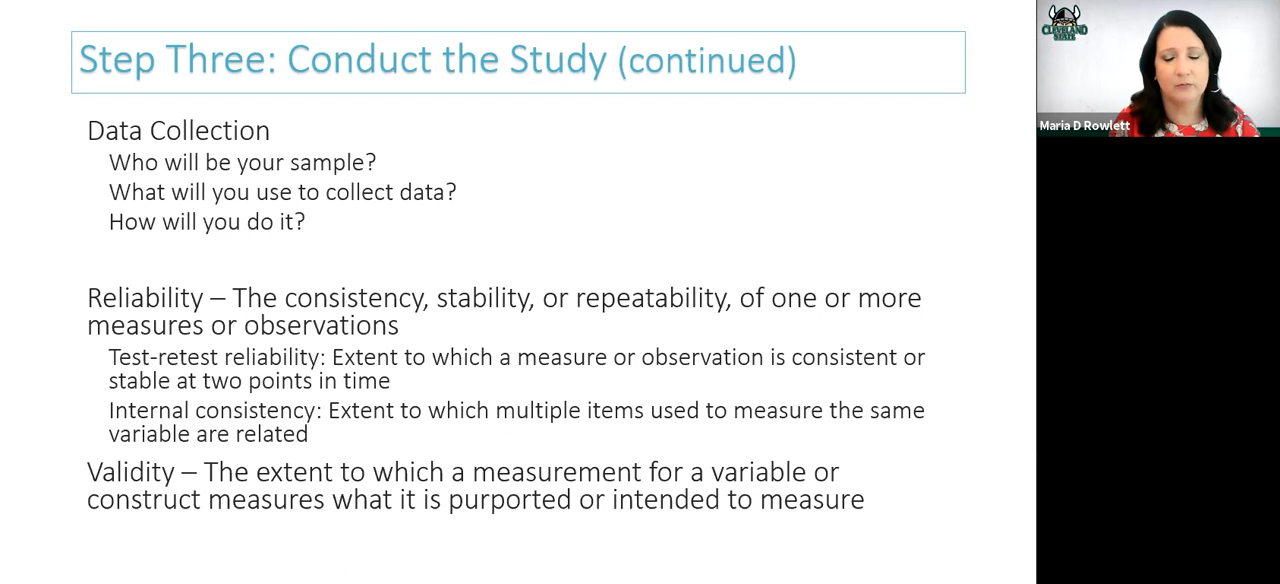 Step Three: Conduct the Study (continued)
Data Collection
Who will be your sample?
What will you use to collect data?
How will you do it?
Reliability – The consistency, stability, or repeatability, of one or more
measures or observations
Test-retest reliability: Extent to which a measure or observation is consistent or
stable at two points in time
Internal consistency: Extent to which multiple items used to measure the same
variable are related
Validity – The extent to which a measurement for a variable or
construct measures what it is purported or intended to measure
CLEVELAND
STATE
Maria D Rowlett